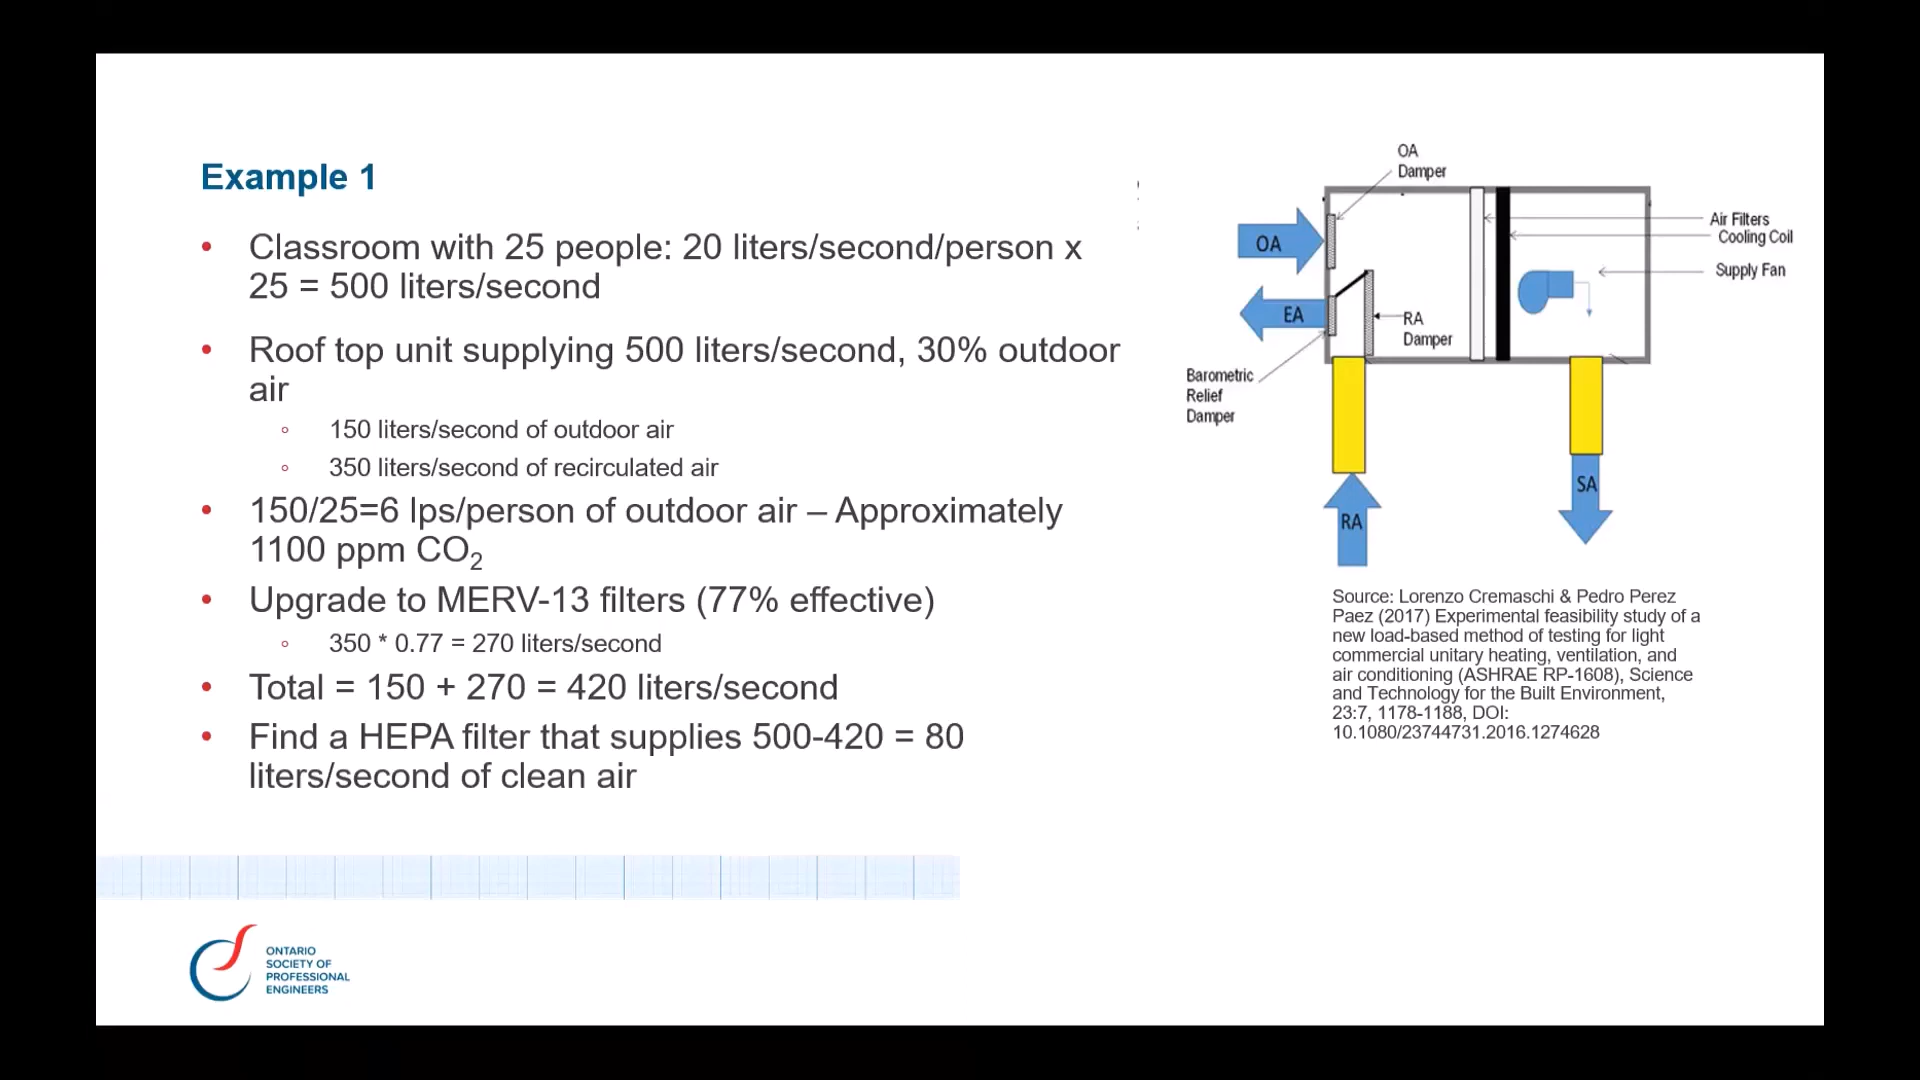 Example 1
• Classroom with 25 people: 20 liters/second/person x
25 = 500 liters/second
• Roof top unit supplying 500 liters/second, 30% outdoor
air
◦ 150 liters/second of outdoor air
◦ 350 liters/second of recirculated air
• 150/25=6 lps/person of outdoor air – Approximately
1100 ppm CO₂
• Upgrade to MERV-13 filters (77% effective)
◦ 350 * 0.77 = 270 liters/second
• Total = 150 + 270 = 420 liters/second
• Find a HEPA filter that supplies 500-420 = 80
liters/second of clean air
OA
Damper
OA
EA
RA
Damper
Barometric
Relief
Damper
Air Filters
Cooling Coil
Supply Fan
RA
SA
Source: Lorenzo Cremaschi & Pedro Perez
Paez (2017) Experimental feasibility study of a
new load-based method of testing for light
commercial unitary heating, ventilation, and
air conditioning (ASHRAE RP-1608), Science
and Technology for the Built Environment,
23:7, 1178-1188, DOI:
10.1080/23744731.2016.1274628
ONTARIO
SOCIETY OF
PROFESSIONAL
ENGINEERS